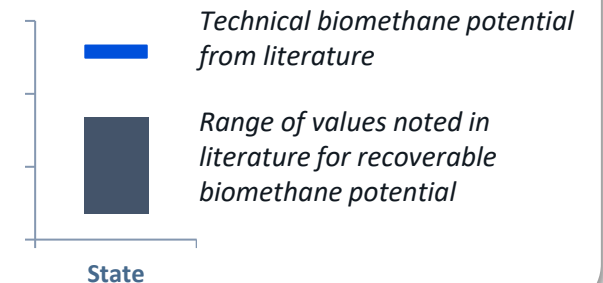 Technical biomethane potential
from literature
Range of values noted in
literature for recoverable
biomethane potential
State